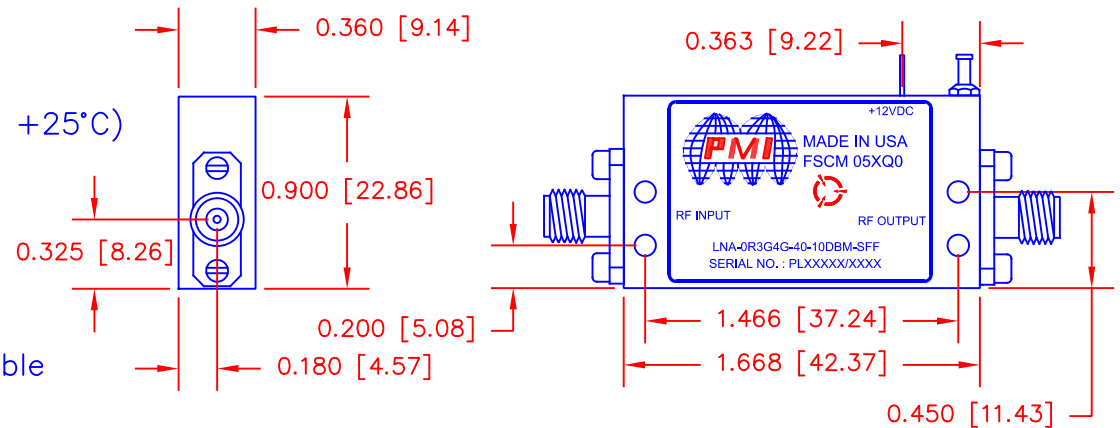 0.360 [9.14]
0.363 [9.22]
+25°C)
+12VDC
PMI
MADE IN USA
FSCM 05XQ0
0.900 [22.86]
RF INPUT
RF OUTPUT
0.325 [8.26]
LNA-0R3G4G-40-10DBM-SFF
SERIAL NO. : PLXXXXX/XXXX
0.200 [5.08]
1.466 [37.24]
ble
0.180 [4.57]
1.668 [42.37]
0.450 [11.43]